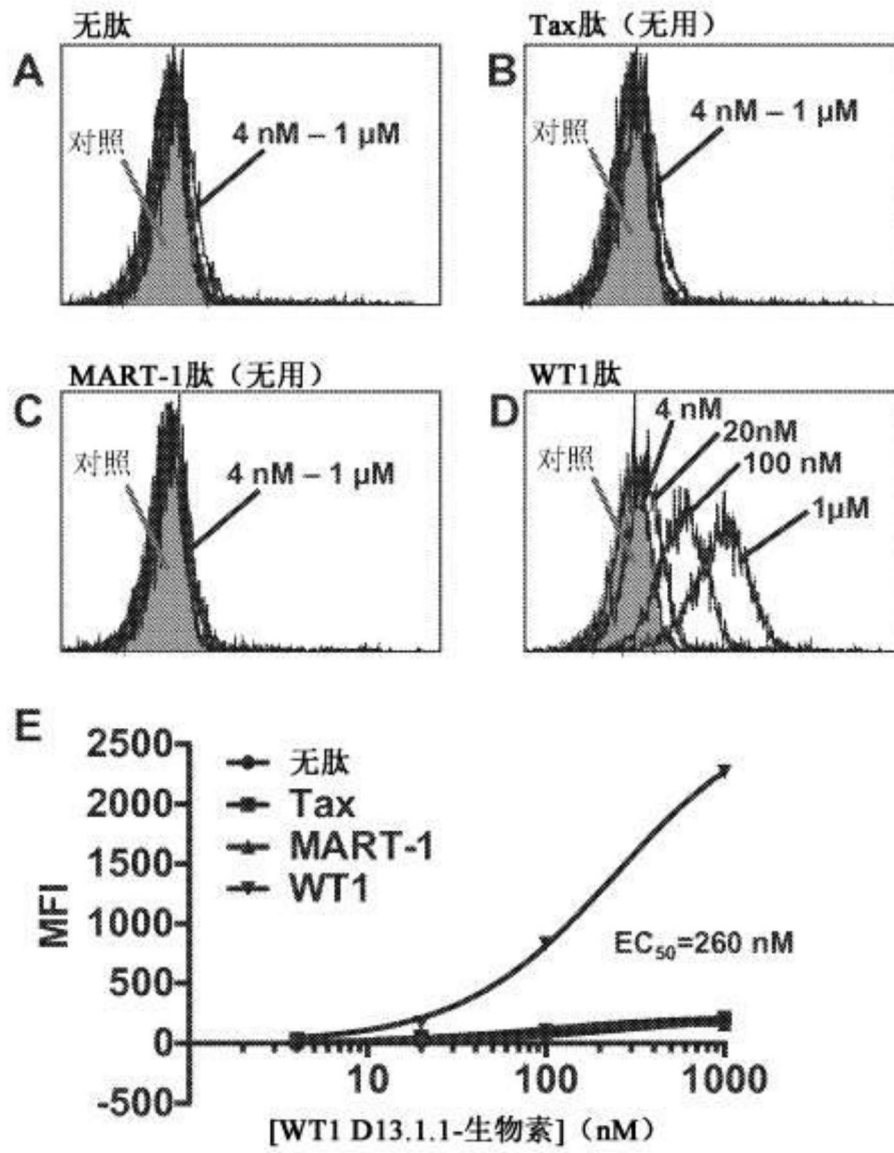 无肽
A
对照
4 nM – 1 µM
Tax肽（无用）
B
对照
4 nM – 1 µM
MART-1肽（无用）
C
对照
4 nM – 1 µM
WT1肽
D
对照
4 nM
20nM
100 nM
1µM
E
2500
2000
1500
1000
500
0
-500
MFI
无肽
Tax
MART-1
WT1
EC50=260 nM
10
100
1000
[WT1 D13.1.1-生物素]（nM）